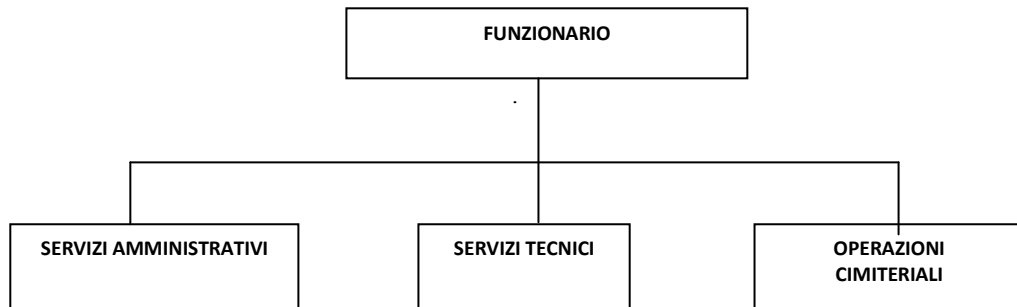 FUNZIONARIO
SERVIZI AMMINISTRATIVI
SERVIZI TECNICI
OPERAZIONI
CIMITERIALI